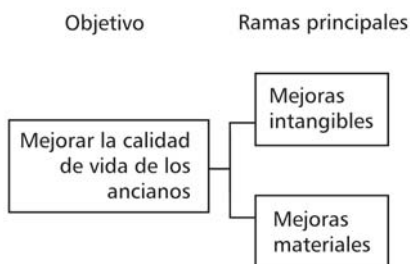 Objetivo
Ramas principales
Mejoras
intangibles
Mejorar la calidad
de vida de los
ancianos
Mejoras
materiales